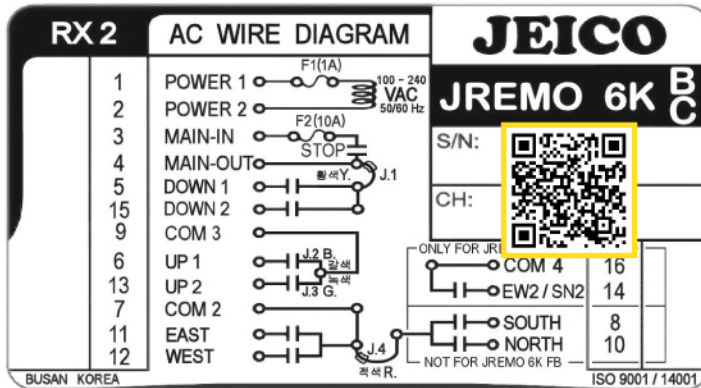 RX 2 AC WIRE DIAGRAM JEICO
JREMO 6K B C
S/N:
CH:
F1(1A)
1 POWER 1 100 - 240
VAC
2 POWER 2 50/60 Hz
F2(10A)
3 MAIN-IN
STOP
4 MAIN-OUT
황색Y. J.1
5 DOWN 1
15 DOWN 2
9 COM 3
6 UP 1 J.2 B.
갈색
13 UP 2 녹색
J.3 G.
7 COM 2
11 EAST
12 WEST J.4
적색R.
ONLY FOR JRE
COM 4 16
EW2 / SN2 14
SOUTH 8
NORTH 10
NOT FOR JREMO 6K FB
BUSAN KOREA ISO 9001 / 14001